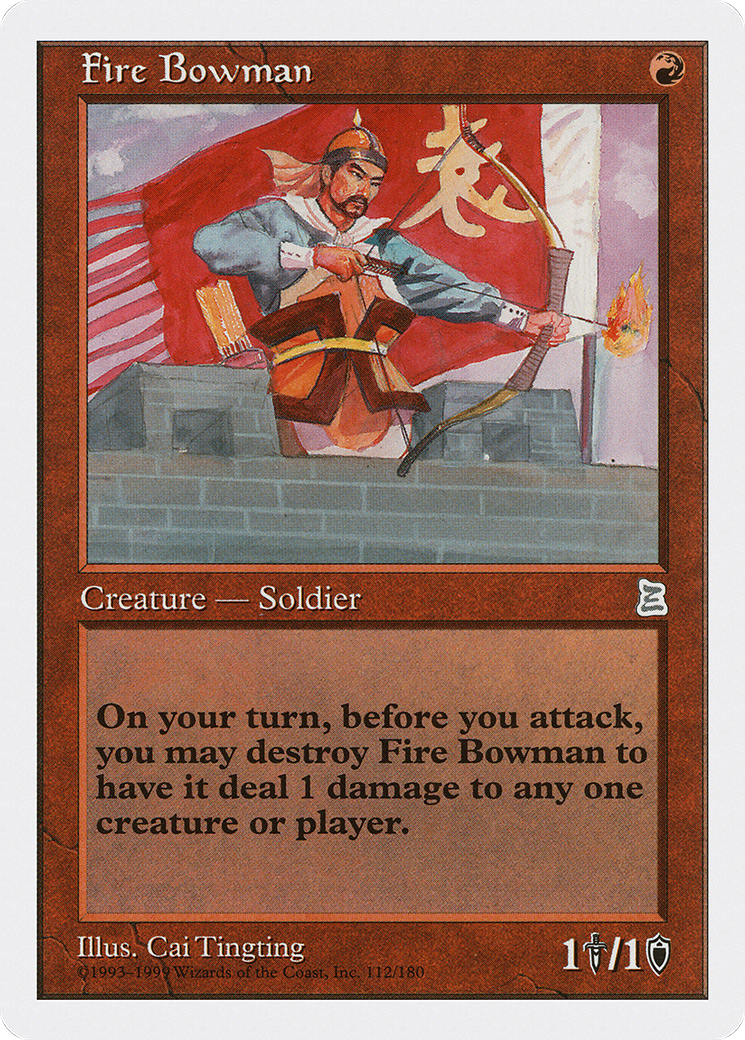 Fire Bowman
Creature — Soldier
On your turn, before you attack,
you may destroy Fire Bowman to
have it deal 1 damage to any one
creature or player.
Illus. Cai Tingting
1/1
©1993–1999 Wizards of the Coast, Inc. 112/180